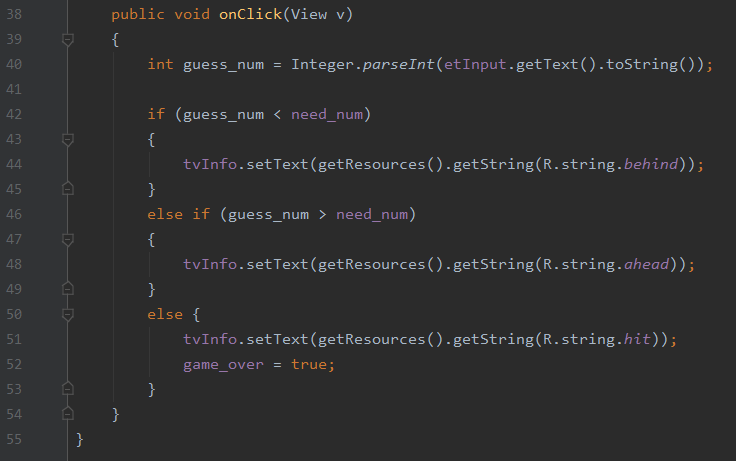 38 public void onClick(View v)
39 {
40 int guess_num = Integer.parseInt(etInput.getText().toString());
41
42 if (guess_num < need_num)
43 {
44 tvInfo.setText(getResources().getString(R.string.behind));
45 }
46 else if (guess_num > need_num)
47 {
48 tvInfo.setText(getResources().getString(R.string.ahead));
49 }
50 else {
51 tvInfo.setText(getResources().getString(R.string.hit));
52 game_over = true;
53 }
54 }
55 }